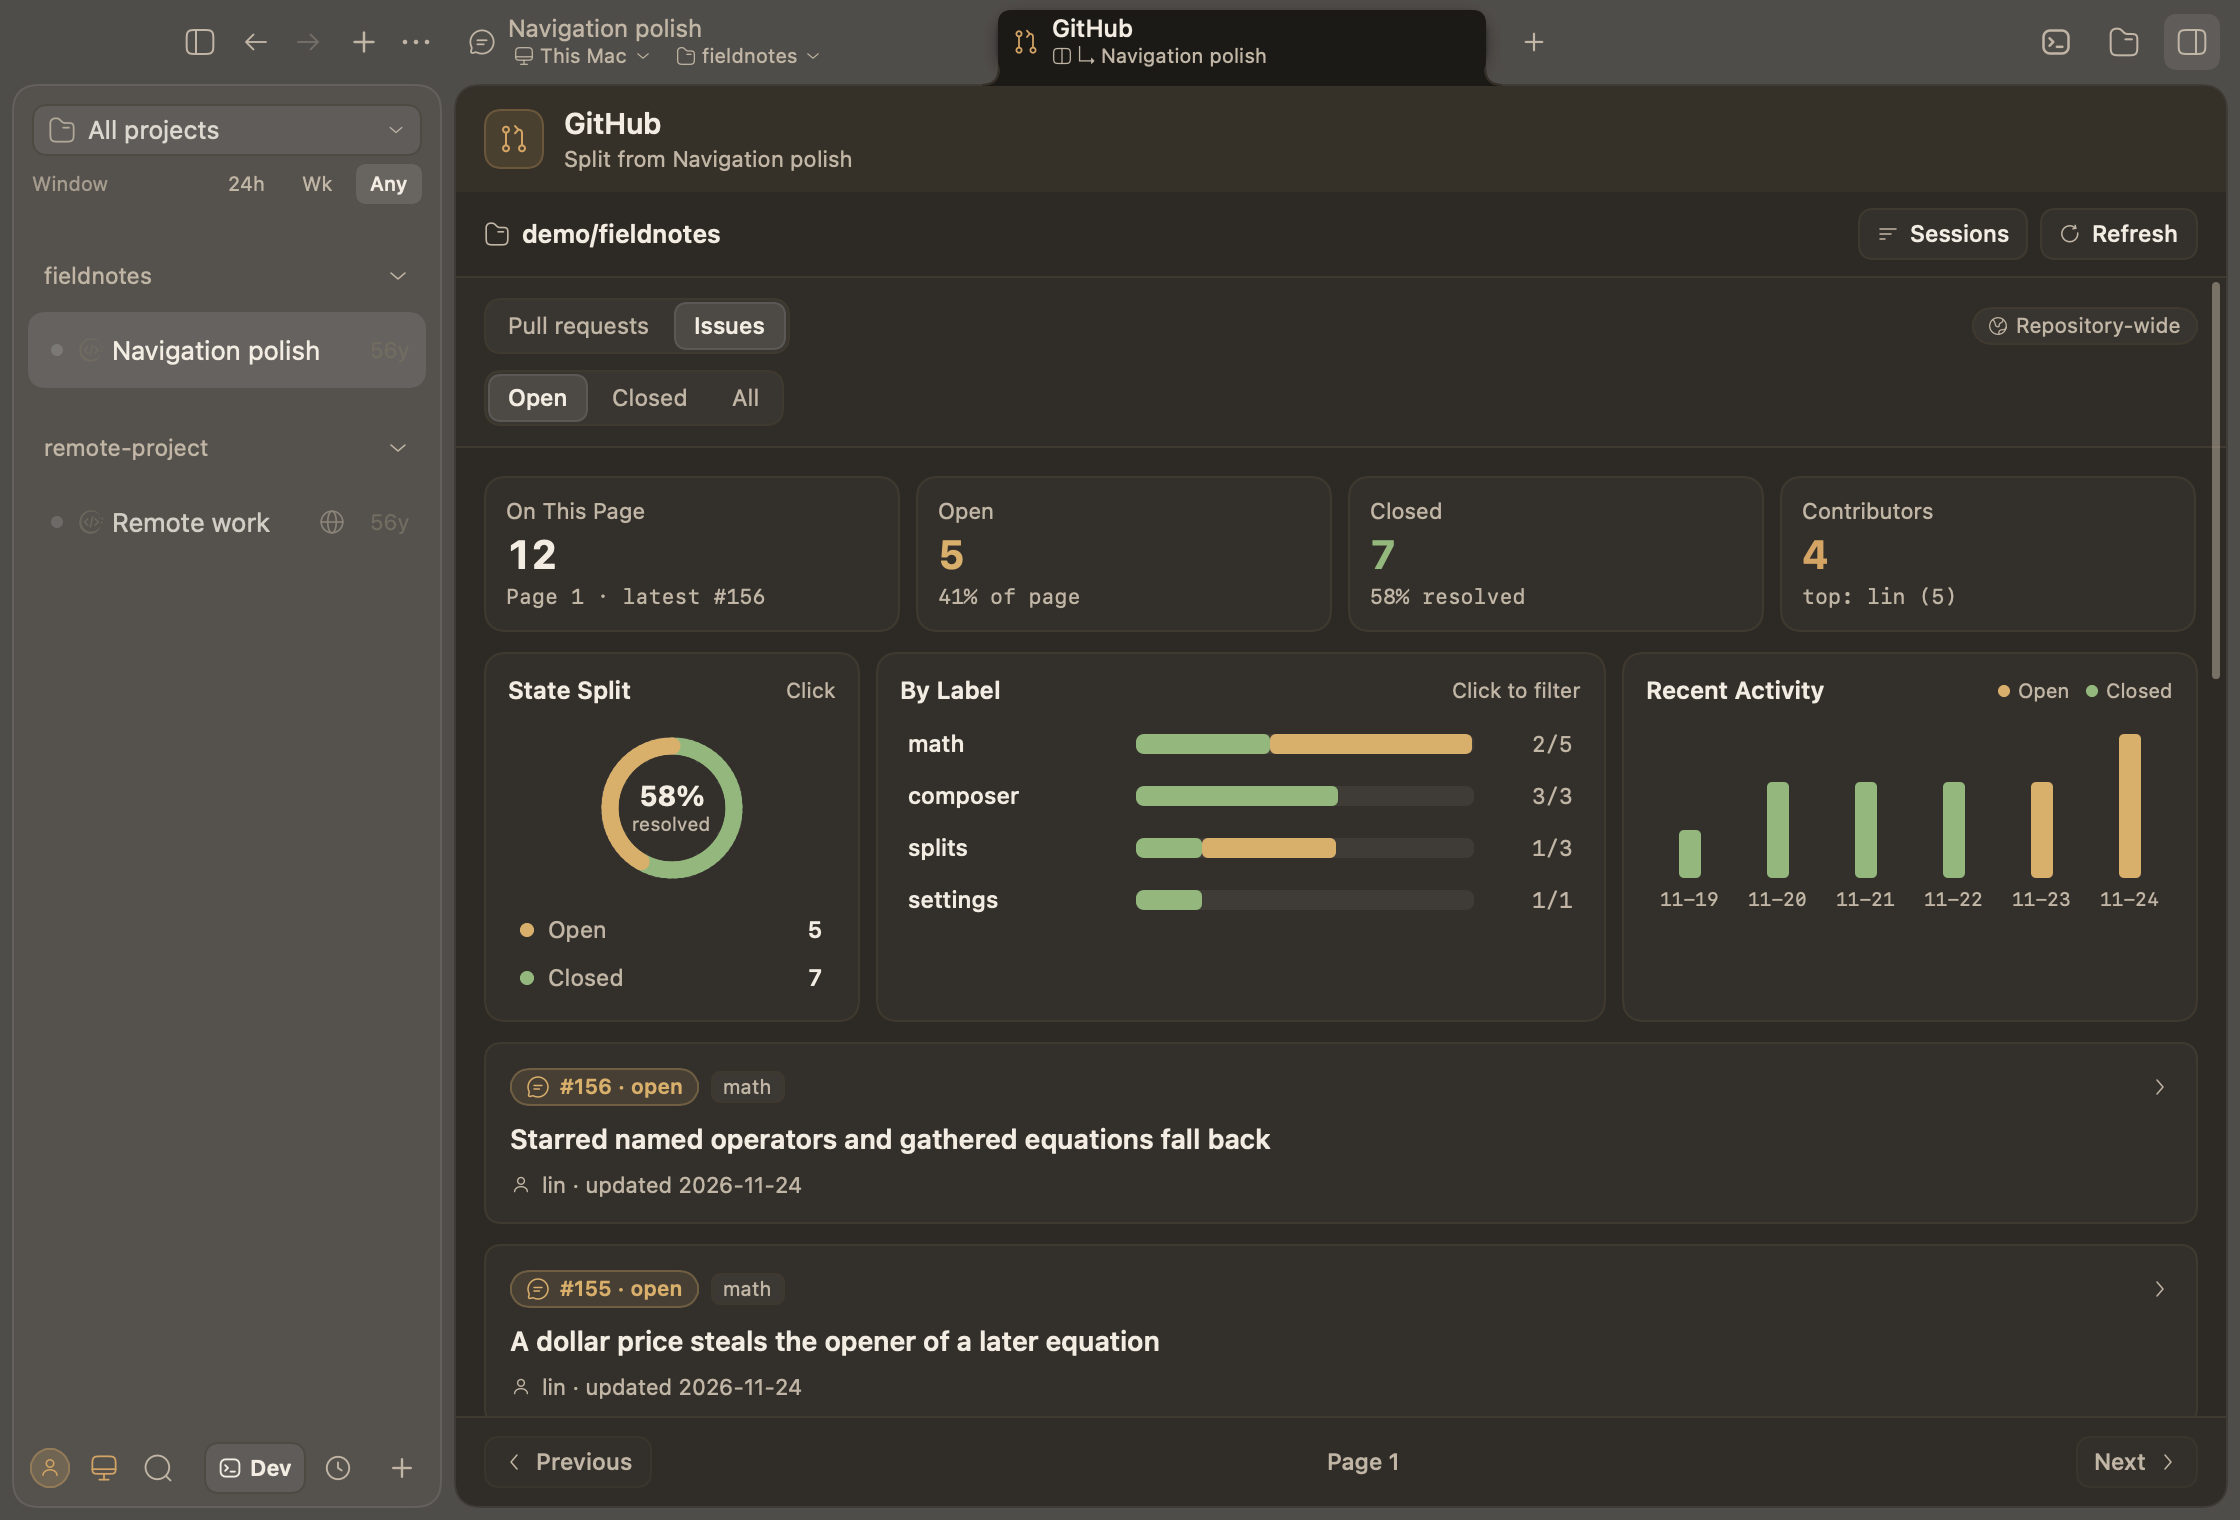 Navigation polish
This Mac
fieldnotes
GitHub
Navigation polish
All projects
Window
24h
Wk
Any
fieldnotes
Navigation polish
56y
remote-project
Remote work
56y
Dev
GitHub
Split from Navigation polish
demo/fieldnotes
Sessions
Refresh
Pull requests
Issues
Repository-wide
Open
Closed
All
On This Page
12
Page 1 · latest #156
Open
5
41% of page
Closed
7
58% resolved
Contributors
4
top: lin (5)
State Split
Click
58%
resolved
Open
5
Closed
7
By Label
Click to filter
math
2/5
composer
3/3
splits
1/3
settings
1/1
Recent Activity
Open
Closed
11-19
11-20
11-21
11-22
11-23
11-24
#156 · open
math
Starred named operators and gathered equations fall back
lin · updated 2026-11-24
#155 · open
math
A dollar price steals the opener of a later equation
lin · updated 2026-11-24
Previous
Page 1
Next